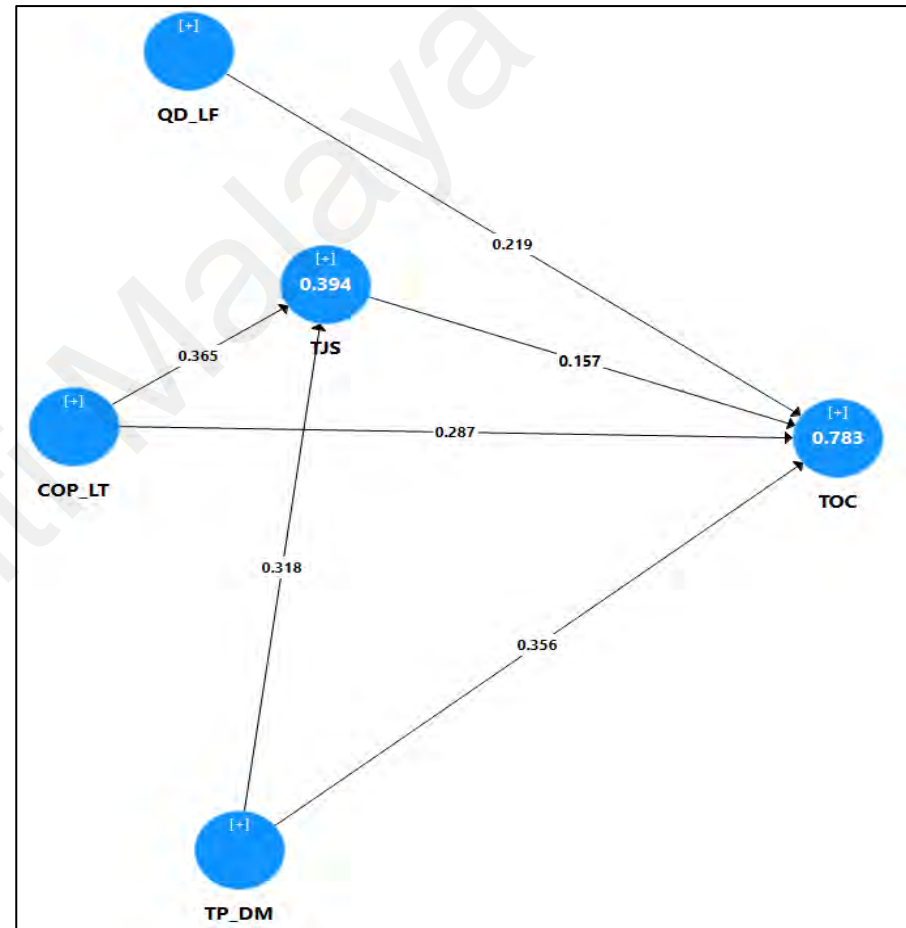 [+]
QD_LF
0.219
[+]
0.394
TJS
0.365
0.157
[+]
COP_LT
0.287
[+]
0.783
TOC
0.318
0.356
[+]
TP_DM
Malaya